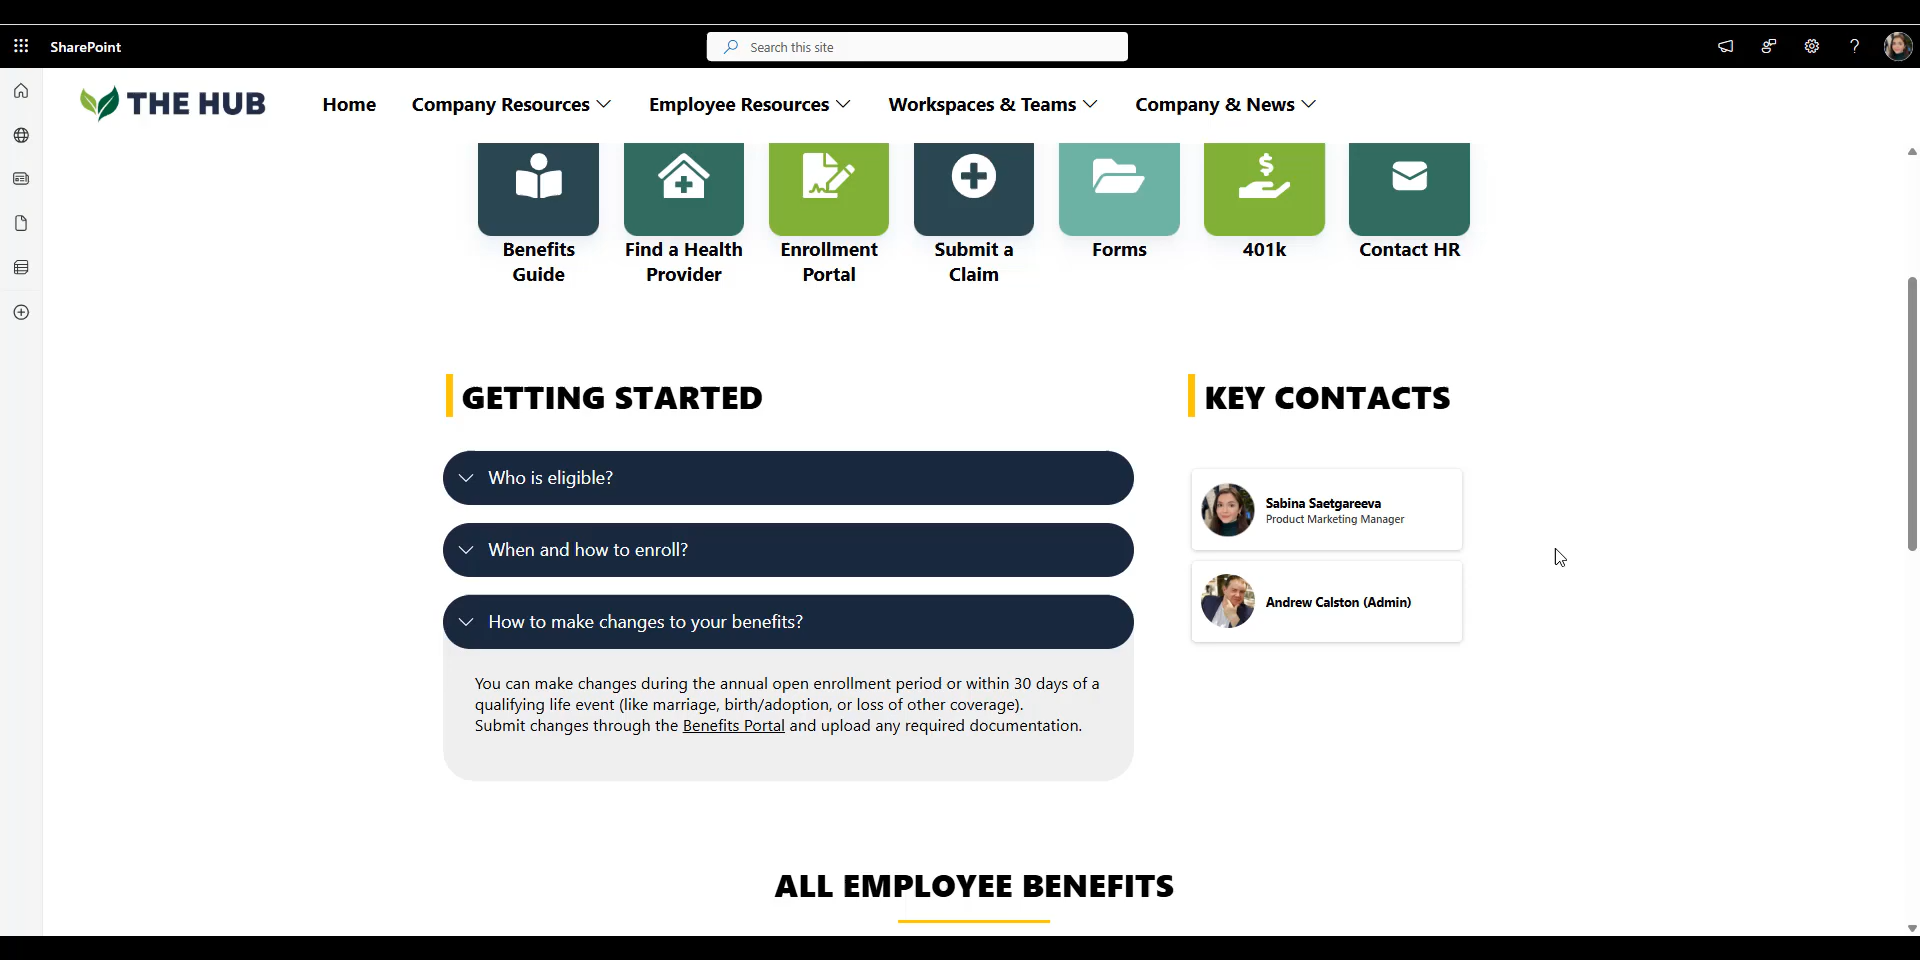 SharePoint
Search this site
THE HUB
Home
Company Resources
Employee Resources
Workspaces & Teams
Company & News
Benefits
Guide
Find a Health
Provider
Enrollment
Portal
Submit a
Claim
Forms
401k
Contact HR
GETTING STARTED
Who is eligible?
When and how to enroll?
How to make changes to your benefits?
You can make changes during the annual open enrollment period or within 30 days of a
qualifying life event (like marriage, birth/adoption, or loss of other coverage).
Submit changes through the Benefits Portal and upload any required documentation.
KEY CONTACTS
Sabina Saetgareeva
Product Marketing Manager
Andrew Calston (Admin)
ALL EMPLOYEE BENEFITS